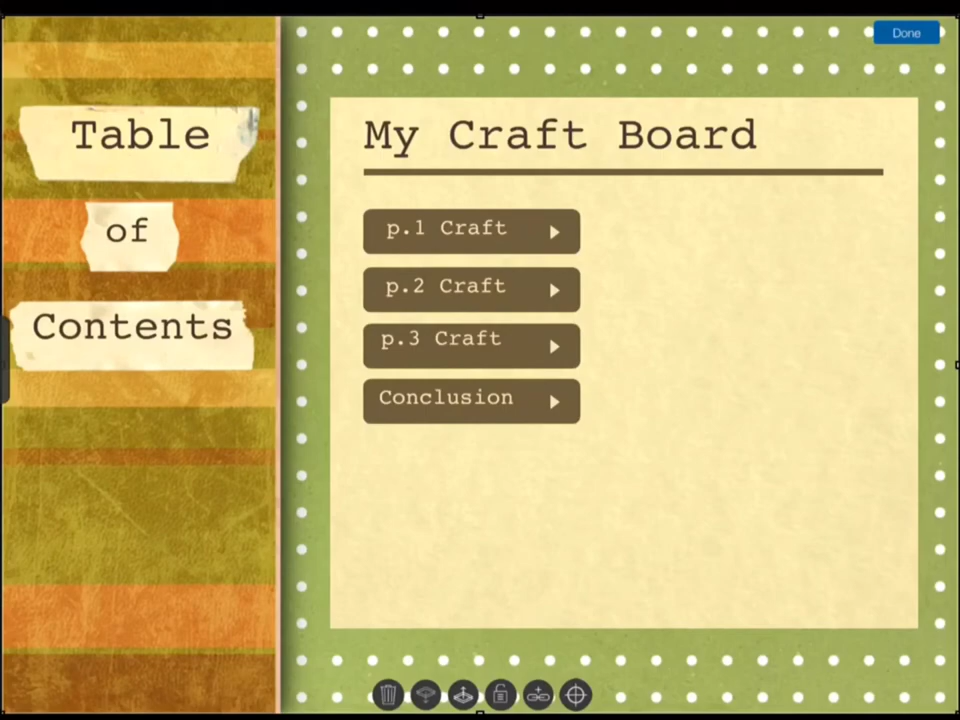 Done
Table
of
Contents
My Craft Board
p.1 Craft
p.2 Craft
p.3 Craft
Conclusion